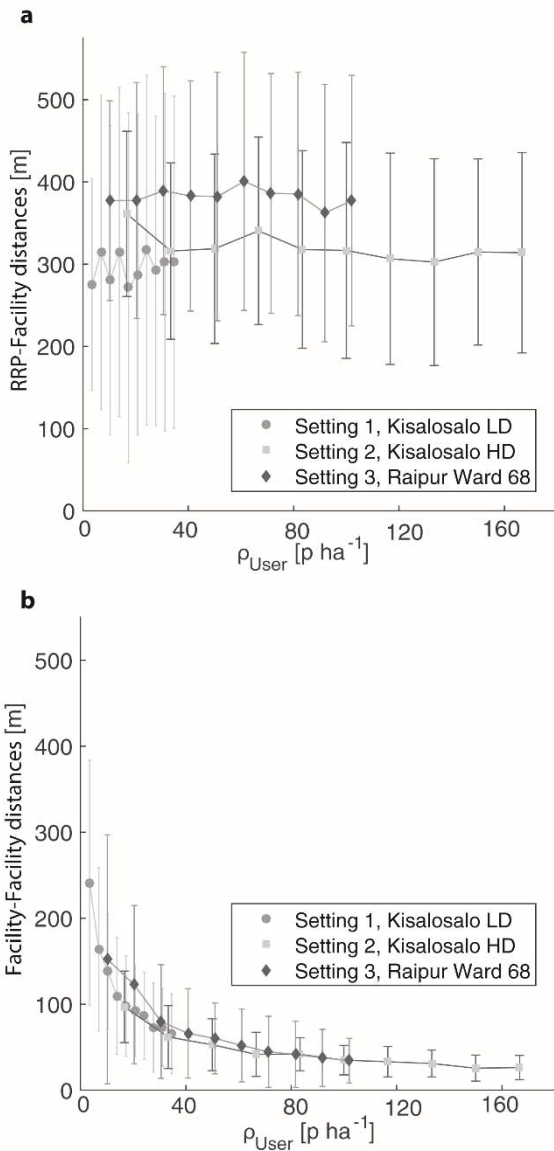 a
RRP-Facility distances [m]
500
400
300
200
100
0
Setting 1, Kisalosalo LD
Setting 2, Kisalosalo HD
Setting 3, Raipur Ward 68
0 40 80 120 160
ρUser [p ha-1]
b
Facility-Facility distances [m]
500
400
300
200
100
0
Setting 1, Kisalosalo LD
Setting 2, Kisalosalo HD
Setting 3, Raipur Ward 68
0 40 80 120 160
ρUser [p ha-1]